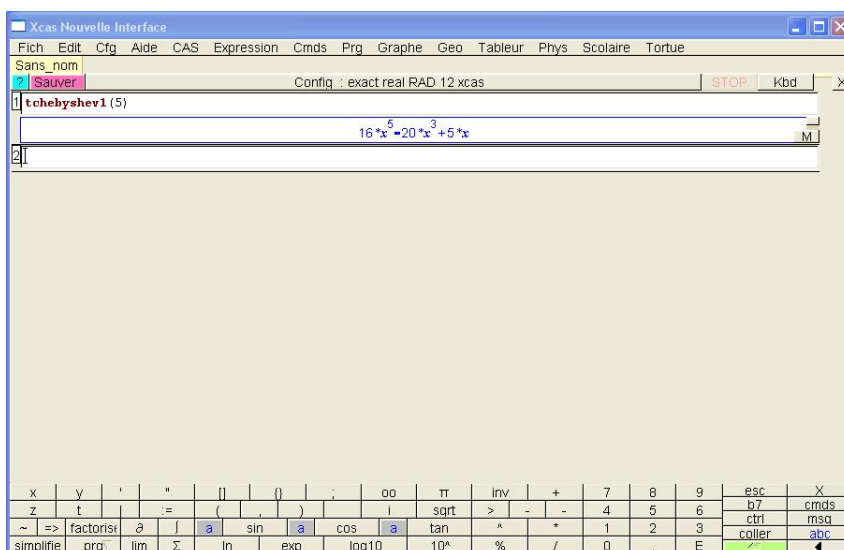 Xcas Nouvelle Interface
Fich Edit Cfg Aide CAS Expression Cmds Prg Graphe Geo Tableur Phys Scolaire Tortue
Sans_nom
? Sauver Config : exact real RAD 12 xcas STOP Kbd X
1 tchebyshev1(5)
16*x^5-20*x^3+5*x
M
2
x y ' " [] {} ; oo π inv + 7 8 9 esc X
z t | := ( , ) i sqrt > - - 4 5 6 b7 cmds
~ => factorise ∂ ∫ a sin a cos a tan ^ * 1 2 3 ctrl msg
coller abc
simplifie prg lim Σ ln exp log10 10^ % / 0 . E